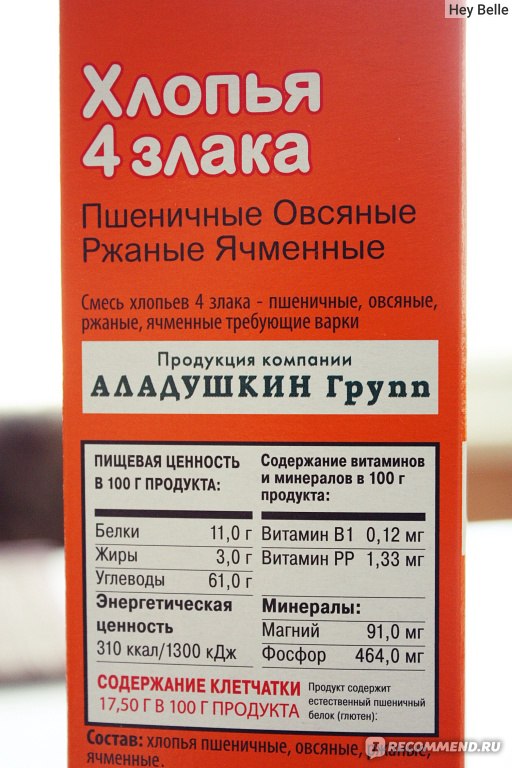 Hey Belle
Хлопья
4 злака
Пшеничные Овсяные
Ржаные Ячменные
Смесь хлопьев 4 злака - пшеничные, овсяные,
ржаные, ячменные требующие варки
Продукция компании
АЛАДУШКИН Групп
ПИЩЕВАЯ ЦЕННОСТЬ
В 100 Г ПРОДУКТА:
Белки 11,0 г
Жиры 3,0 г
Углеводы 61,0 г
Энергетическая
ценность
310 ккал/1300 кДж
Содержание витаминов
и минералов в 100 г
продукта:
Витамин В1 0,12 мг
Витамин РР 1,33 мг
Минералы:
Магний 91,0 мг
Фосфор 464,0 мг
СОДЕРЖАНИЕ КЛЕТЧАТКИ
17,50 Г В 100 Г ПРОДУКТА
Продукт содержит
естественный пшеничный
белок (глютен).
Состав: хлопья пшеничные, овсяные,
ячменные.
RECOMMEND.RU